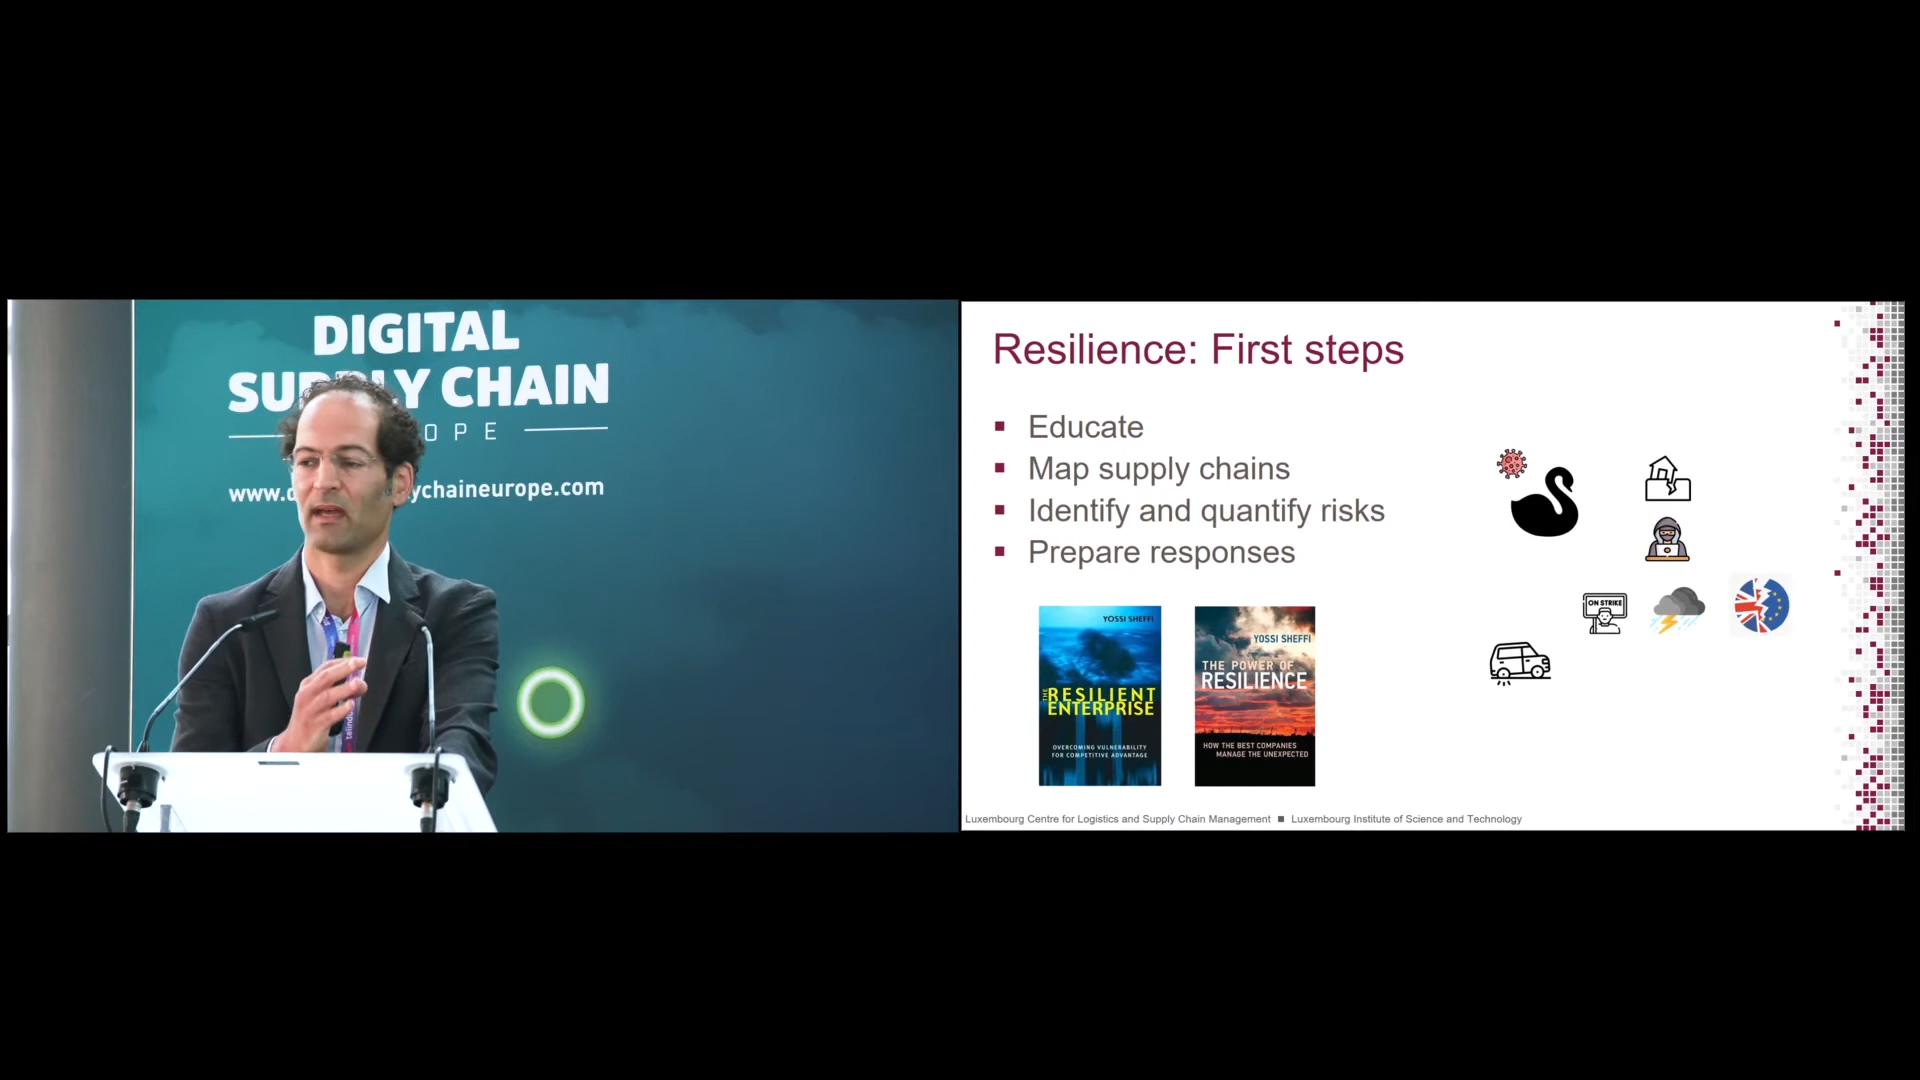 DIGITAL
SUPPLY CHAIN
OPE
www.d ychaineurope.com
Resilience: First steps
Educate
Map supply chains
Identify and quantify risks
Prepare responses
ON STRIKE
YOSSI SHEFFI
THE RESILIENT
ENTERPRISE
OVERCOMING VULNERABILITY
FOR COMPETITIVE ADVANTAGE
YOSSI SHEFFI
THE POWER OF
RESILIENCE
HOW THE BEST COMPANIES
MANAGE THE UNEXPECTED
Luxembourg Centre for Logistics and Supply Chain Management ■ Luxembourg Institute of Science and Technology